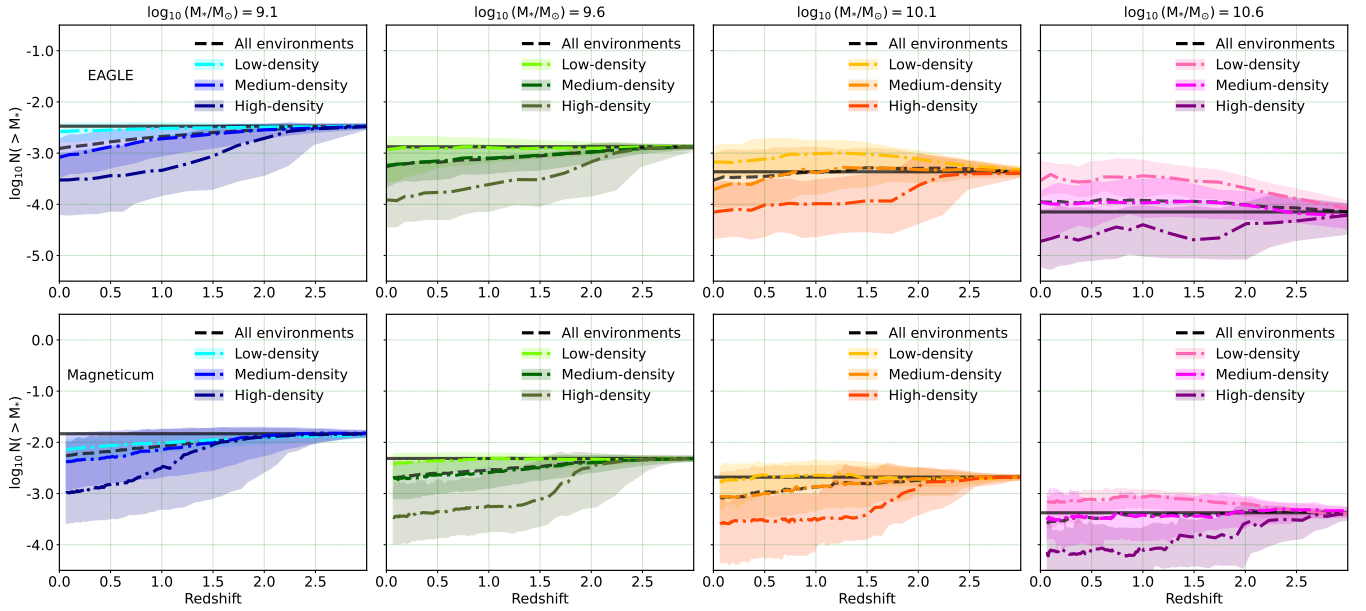 log₁₀ (M*/M⊙) = 9.1
log₁₀ (M*/M⊙) = 9.6
log₁₀ (M*/M⊙) = 10.1
log₁₀ (M*/M⊙) = 10.6
log₁₀ N( > M*)
-1.0
-2.0
-3.0
-4.0
-5.0
EAGLE
All environments
Low-density
Medium-density
High-density
All environments
Low-density
Medium-density
High-density
All environments
Low-density
Medium-density
High-density
All environments
Low-density
Medium-density
High-density
0.0 0.5 1.0 1.5 2.0 2.5
0.0 0.5 1.0 1.5 2.0 2.5
0.0 0.5 1.0 1.5 2.0 2.5
0.0 0.5 1.0 1.5 2.0 2.5
log₁₀ N( > M*)
0.0
-1.0
-2.0
-3.0
-4.0
Magneticum
All environments
Low-density
Medium-density
High-density
All environments
Low-density
Medium-density
High-density
All environments
Low-density
Medium-density
High-density
All environments
Low-density
Medium-density
High-density
0.0 0.5 1.0 1.5 2.0 2.5
0.0 0.5 1.0 1.5 2.0 2.5
0.0 0.5 1.0 1.5 2.0 2.5
0.0 0.5 1.0 1.5 2.0 2.5
Redshift
Redshift
Redshift
Redshift